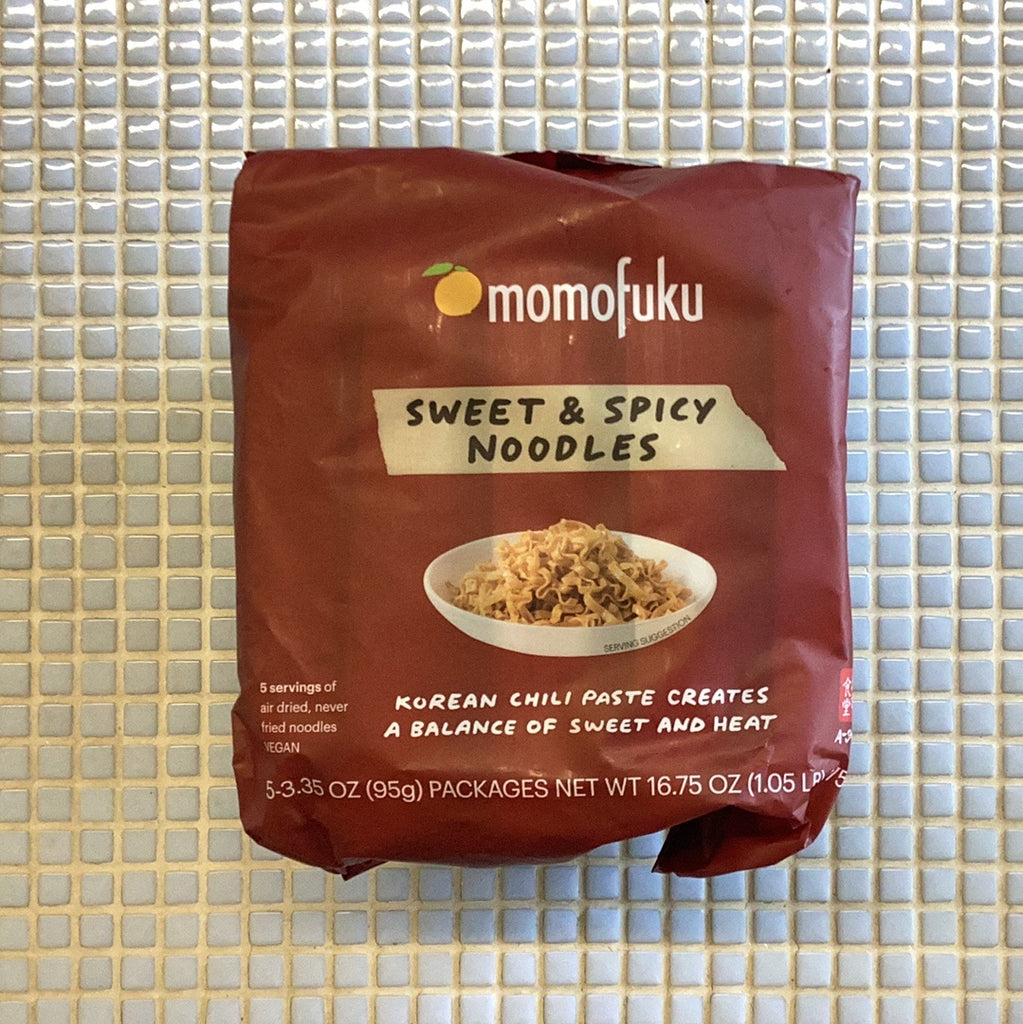 momofuku
SWEET & SPICY
NOODLES
SERVING SUGGESTION
5 servings of
air dried, never
fried noodles
VEGAN
KOREAN CHILI PASTE CREATES
A BALANCE OF SWEET AND HEAT
5-3.35 OZ (95g) PACKAGES NET WT 16.75 OZ (1.05 LB)